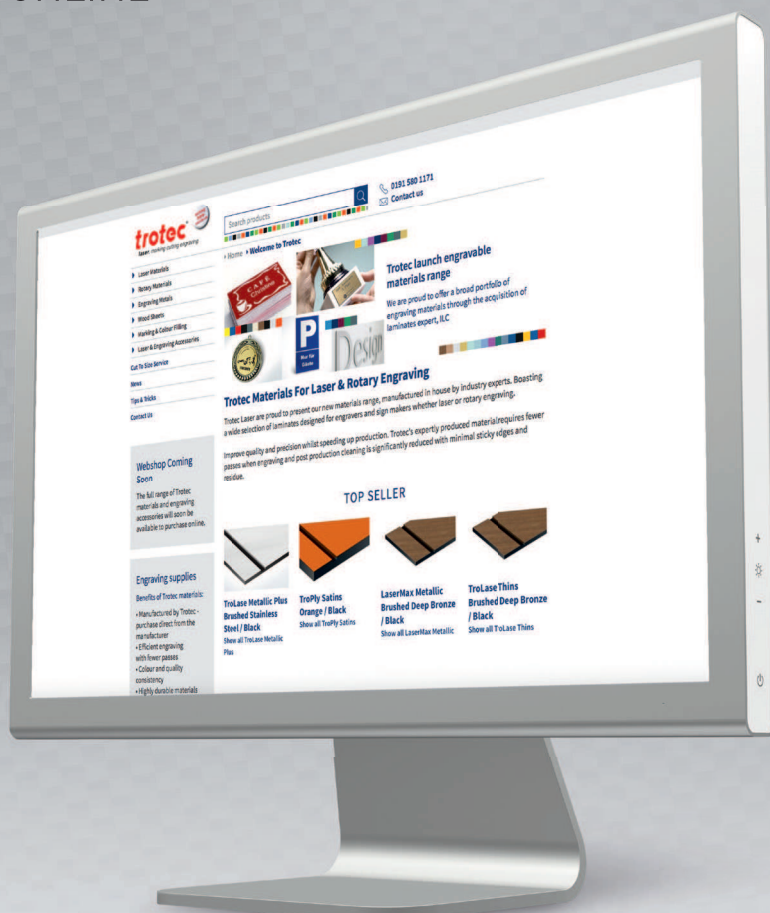 trotec
laser. marking cutting engraving
Search products
0191 580 1171
Contact us
Home
Welcome to Trotec
Laser Materials
Rotary Materials
Engraving Metals
Wood Sheets
Marking & Colour Filling
Laser & Engraving Accessories
Cut To Size Service
News
Tips & Tricks
Contact Us
CAFE
Christina
P
Design
Trotec launch engravable
materials range
We are proud to offer a broad portfolio of
engraving materials through the acquisition of
laminates expert, ILC
Trotec Materials For Laser & Rotary Engraving
Trotec Laser are proud to present our new materials range, manufactured in house by industry experts. Boasting
a wide selection of laminates designed for engravers and sign makers whether laser or rotary engraving.
Improve quality and precision whilst speeding up production. Trotec's expertly produced materialrequires fewer
passes when engraving and post production cleaning is significantly reduced with minimal sticky edges and
residue.
Webshop Coming
Soon
The full range of Trotec
materials and engraving
accessories will soon be
available to purchase online.
Engraving supplies
Benefits of Trotec materials:
• Manufactured by Trotec -
purchase direct from the
manufacturer
• Efficient engraving
with fewer passes
• Colour and quality
consistency
• Highly durable materials
TOP SELLER
TroLase Metallic Plus
Brushed Stainless
Steel / Black
Show all TroLase Metallic
Plus
TroPly Satins
Orange / Black
Show all TroPly Satins
LaserMax Metallic
Brushed Deep Bronze
/ Black
Show all LaserMax Metallic
TroLase Thins
Brushed Deep Bronze
/ Black
Show all TroLase Thins